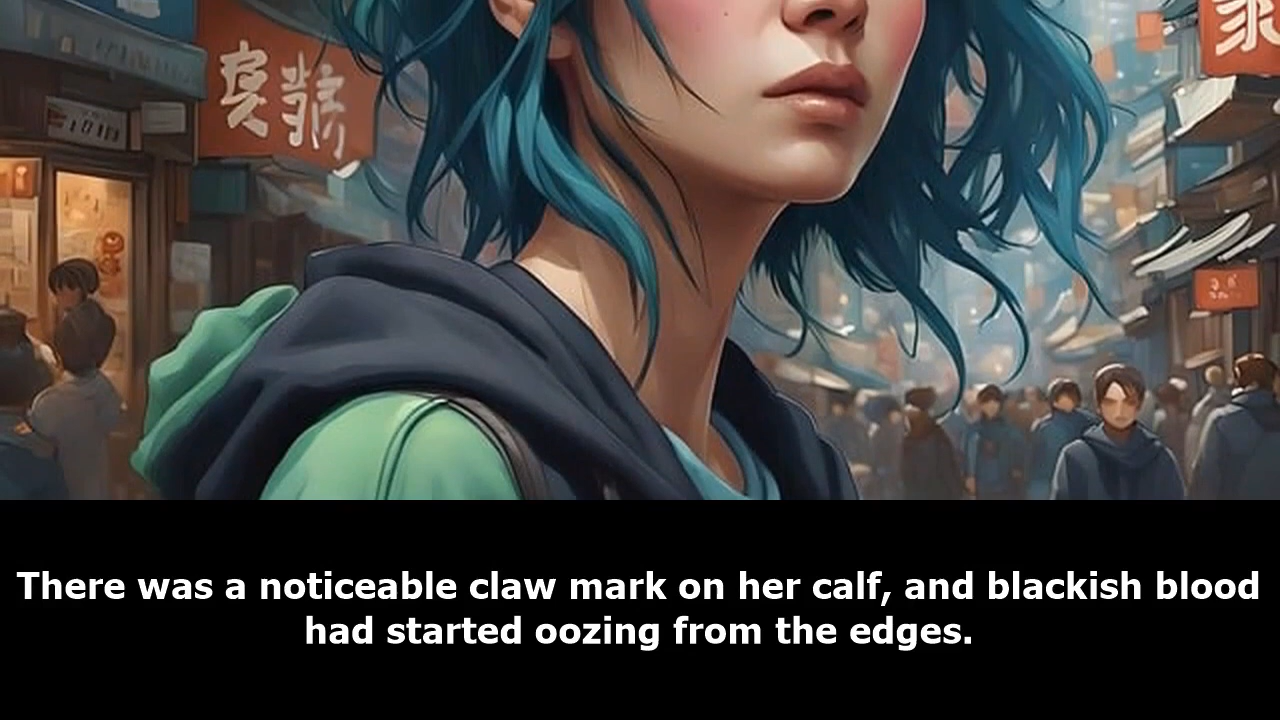 There was a noticeable claw mark on her calf, and blackish blood
had started oozing from the edges.